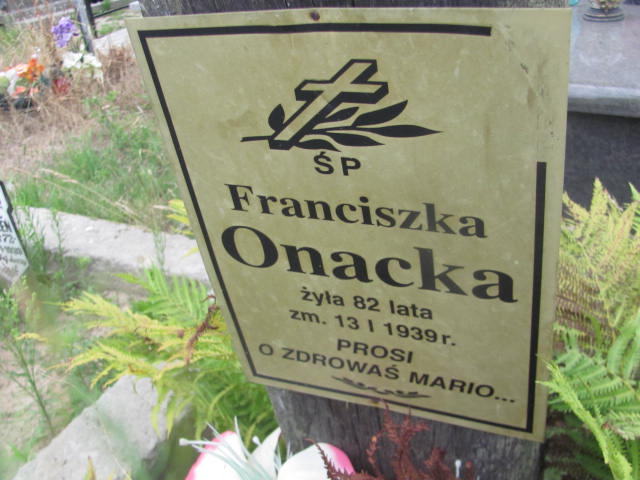 ŚP
Franciszka
Onacka
żyła 82 lata
zm. 13 I 1939 r.
PROSI
O ZDROWAŚ MARIO...